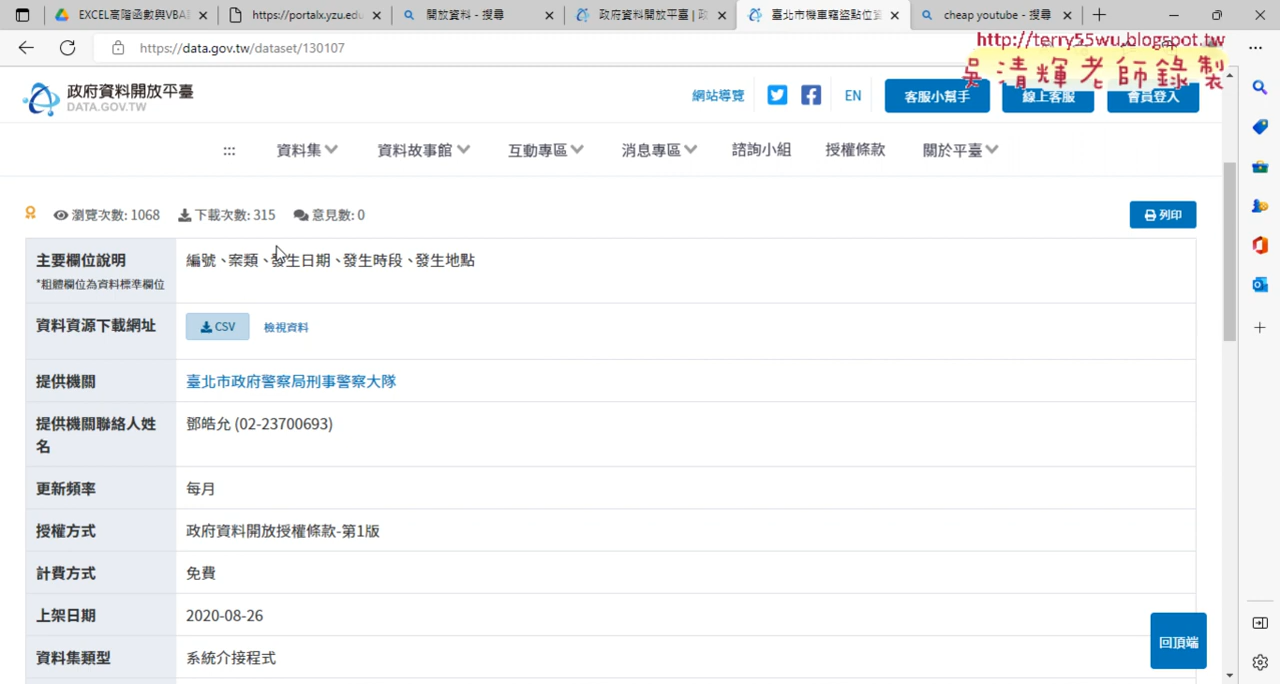 EXCEL高階函數與VBA
https://portalx.yzu.edu
開放資料 - 搜尋
政府資料開放平臺 | 政
臺北市機車竊盜點位資
cheap youtube - 搜尋
https://data.gov.tw/dataset/130107
http://terry55wu.blogspot.tw
吳清輝老師錄製
政府資料開放平臺
DATA.GOV.TW
網站導覽
EN
客服小幫手
線上客服
會員登入
資料集
資料故事館
互動專區
消息專區
諮詢小組
授權條款
關於平臺
瀏覽次數: 1068
下載次數: 315
意見數: 0
列印
主要欄位說明
*粗體欄位為資料標準欄位
編號、案類、發生日期、發生時段、發生地點
資料資源下載網址
CSV
檢視資料
提供機關
臺北市政府警察局刑事警察大隊
提供機關聯絡人姓名
鄧皓允 (02-23700693)
更新頻率
每月
授權方式
政府資料開放授權條款-第1版
計費方式
免費
上架日期
2020-08-26
資料集類型
系統介接程式
回頂端